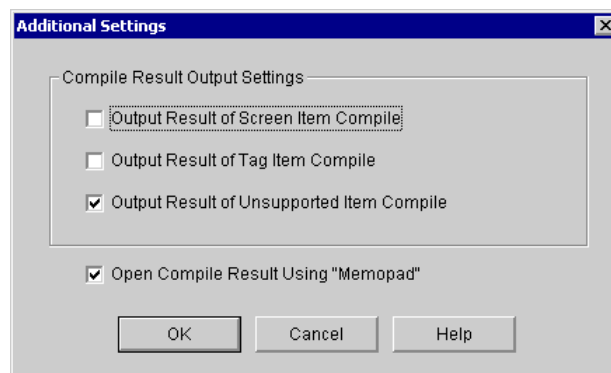 Additional Settings
Compile Result Output Settings
Output Result of Screen Item Compile
Output Result of Tag Item Compile
Output Result of Unsupported Item Compile
Open Compile Result Using "Memopad"
OK Cancel Help